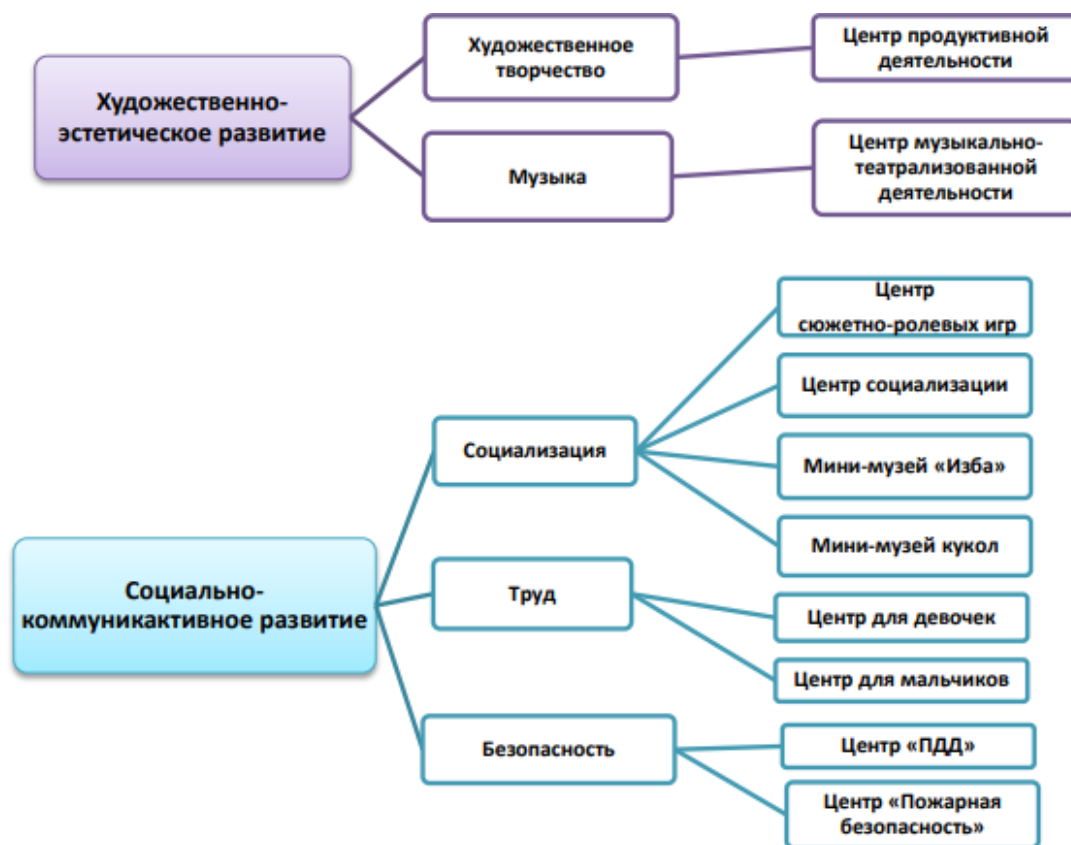 Художественно-
эстетическое развитие
Художественное
творчество
Центр продуктивной
деятельности
Музыка
Центр музыкально-
театрализованной
деятельности
Социально-
коммуникактивное развитие
Социализация
Центр
сюжетно-ролевых игр
Центр социализации
Мини-музей «Изба»
Мини-музей кукол
Труд
Центр для девочек
Центр для мальчиков
Безопасность
Центр «ПДД»
Центр «Пожарная
безопасность»